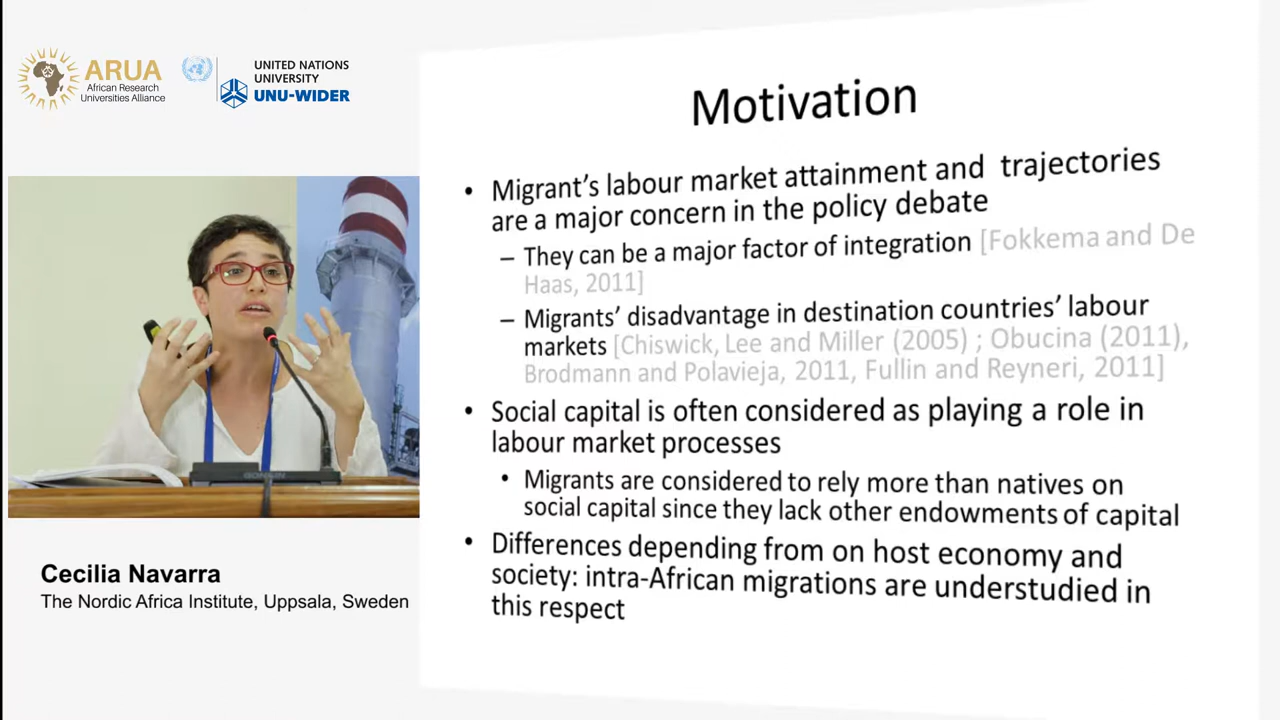 ARUA
African Research
Universities Alliance
UNITED NATIONS
UNIVERSITY
UNU-WIDER
Motivation
• Migrant's labour market attainment and trajectories
are a major concern in the policy debate
– They can be a major factor of integration [Fokkema and De
Haas, 2011]
– Migrants' disadvantage in destination countries' labour
markets [Chiswick, Lee and Miller (2005) ; Obucina (2011),
Brodmann and Polavieja, 2011, Fullin and Reyneri, 2011]
• Social capital is often considered as playing a role in
labour market processes
• Migrants are considered to rely more than natives on
social capital since they lack other endowments of capital
• Differences depending from on host economy and
society: intra-African migrations are understudied in
this respect
Cecilia Navarra
The Nordic Africa Institute, Uppsala, Sweden